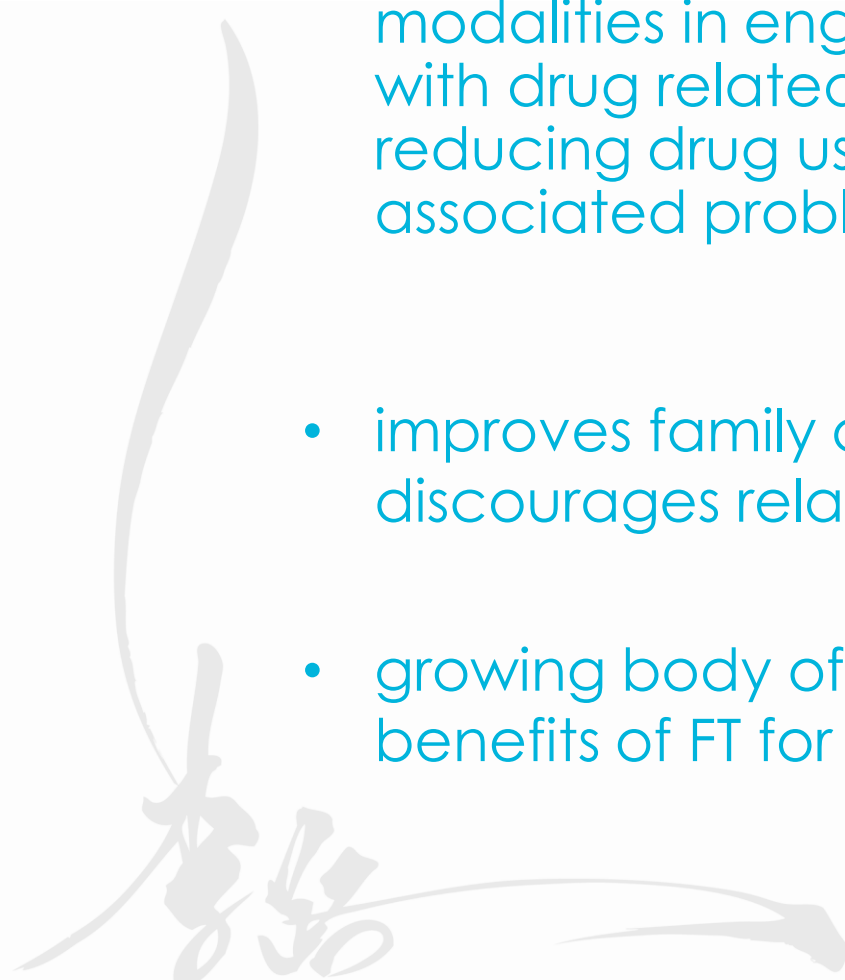 modalities in eng
with drug related
reducing drug us
associated probl
• improves family
discourages rela
• growing body of
benefits of FT for